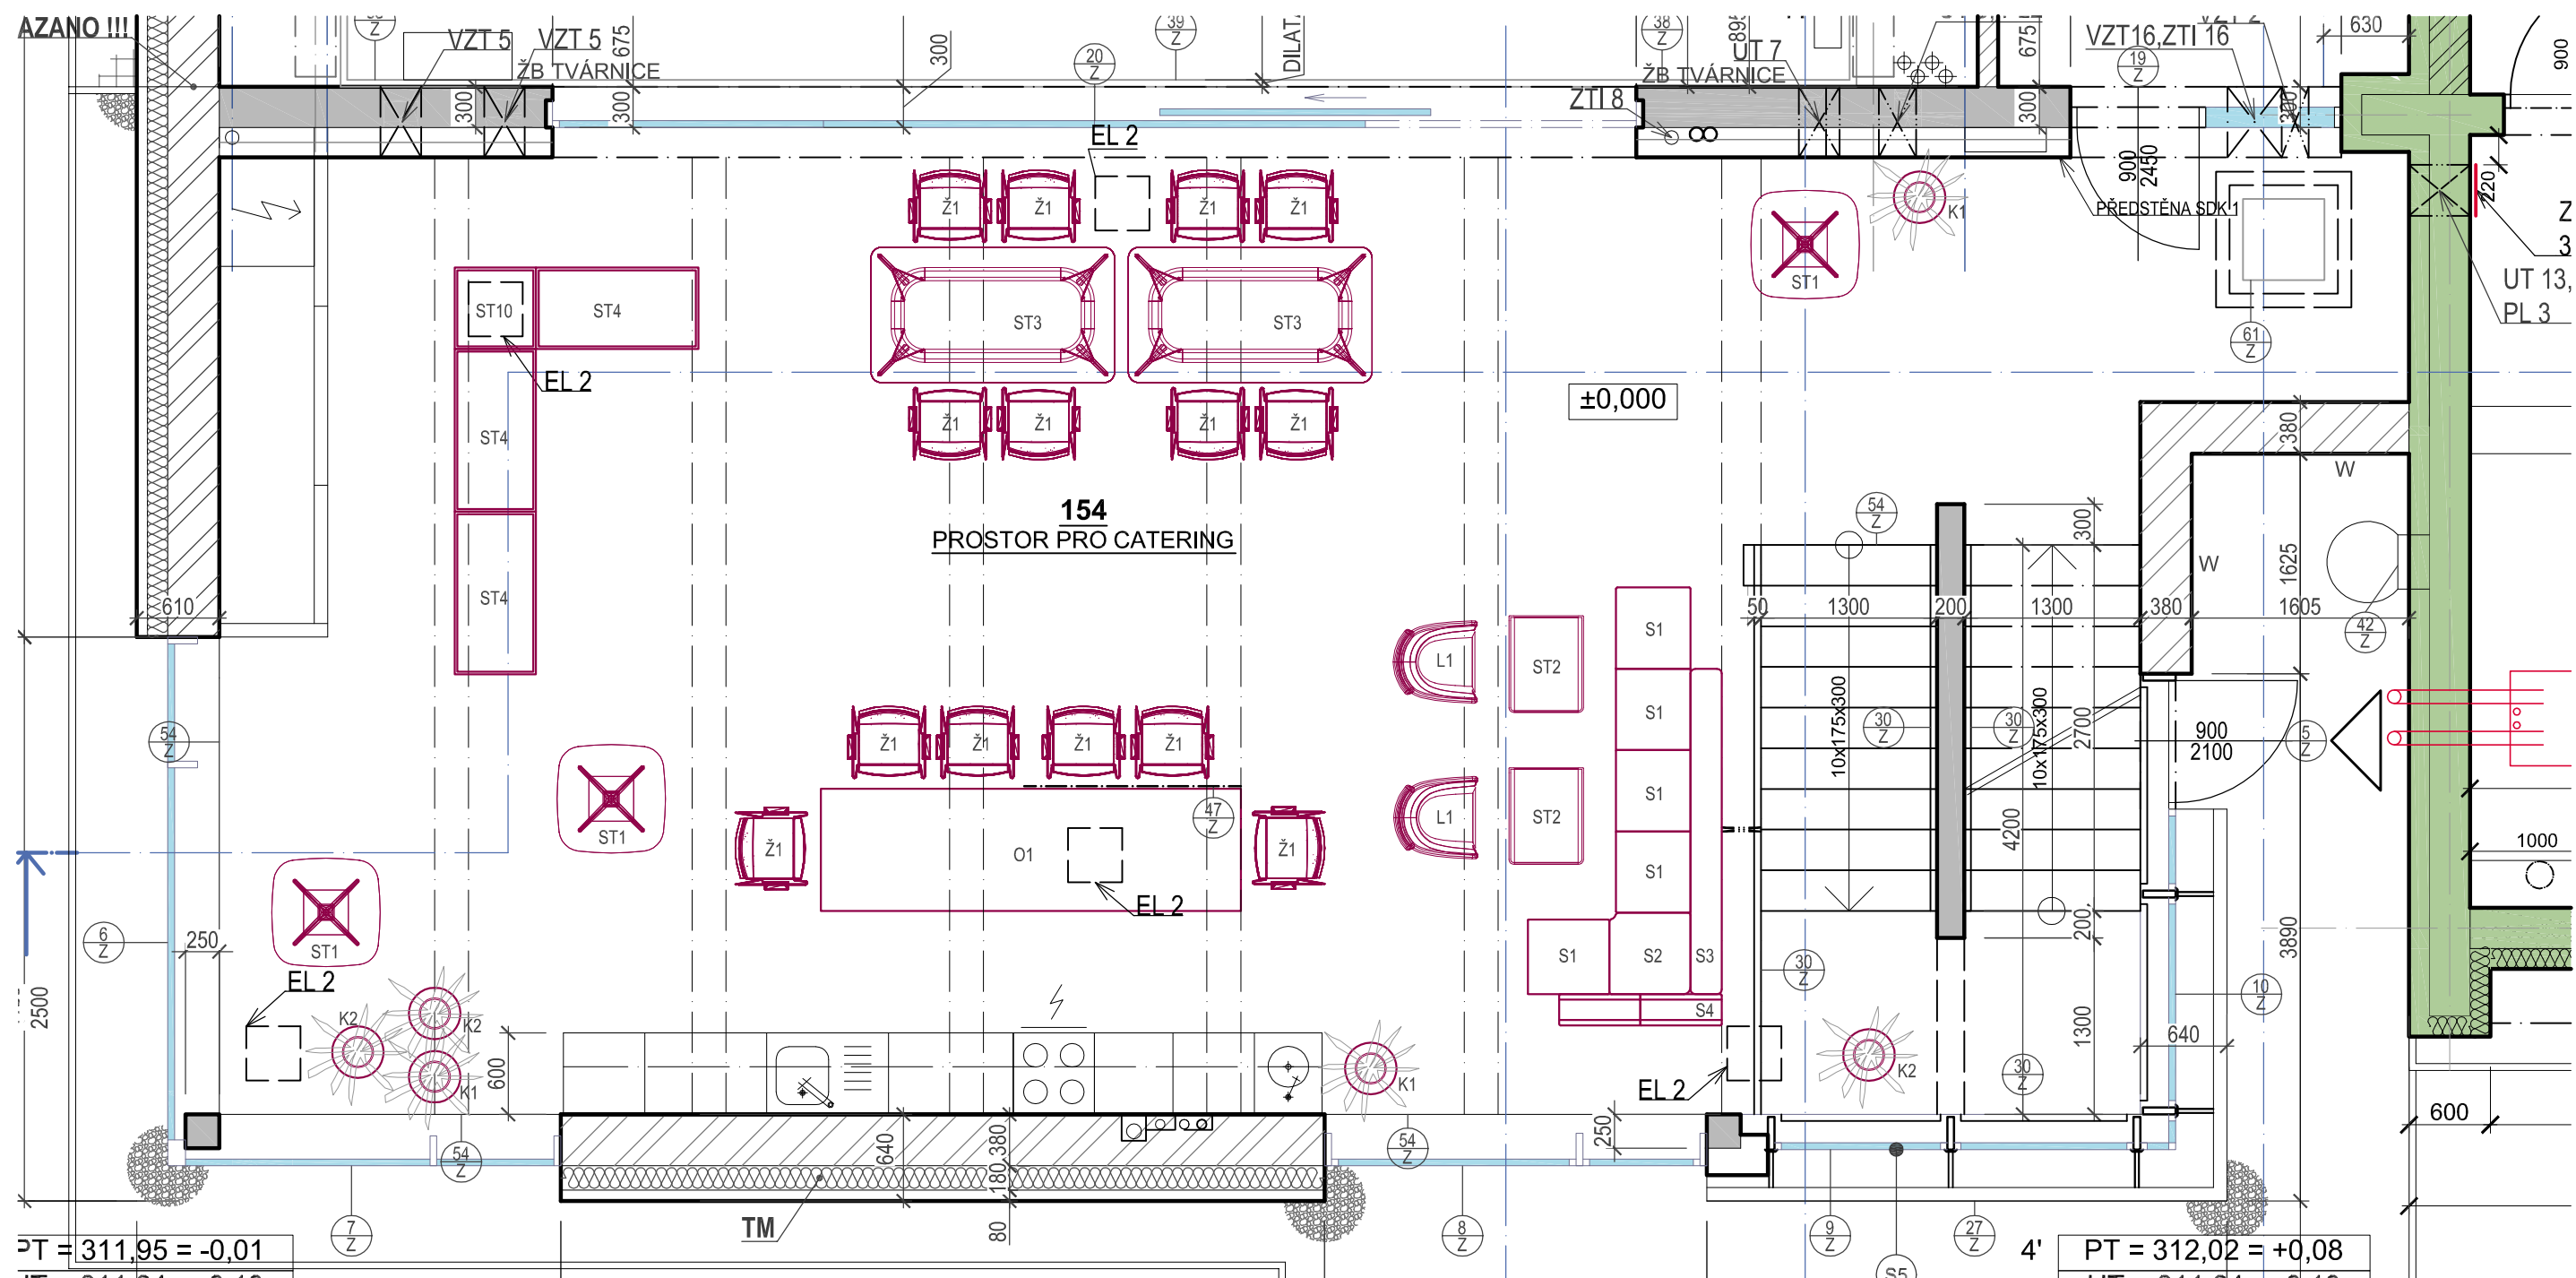 AZANO !!!
VZT 5
VZT 5
675
ŽB TVÁRNICE
300
300
300
20
Z
39
Z
DILAT.
38
Z
895
UT 7
ŽB TVÁRNICE
ZTI 8
675
300
VZT16,ZTI 16
19
Z
630
900
300
EL 2
900
2450
PŘEDSTĚNA SDK 1
220
UT 13,
PL 3
61
Z
Ž1
Ž1
Ž1
Ž1
K1
ST1
ST10
ST4
ST3
ST3
EL 2
±0,000
Ž1
Ž1
Ž1
Ž1
ST4
380
W
154
PROSTOR PRO CATERING
54
Z
300
W
1625
610
ST4
50
1300
200
1300
380
1605
42
Z
S1
L1
ST2
S1
10x175x300
30
Z
30
Z
10x175x300
2700
900
2100
5
Z
54
Z
Ž1
Ž1
Ž1
Ž1
ST1
47
Z
S1
L1
ST2
Ž1
O1
Ž1
4200
1000
S1
EL 2
ST1
6
Z
250
2500
EL 2
S1
S2
S3
S4
200
30
Z
3890
10
Z
K2
K2
K1
600
K1
1300
640
EL 2
K2
30
Z
600
54
Z
640
180
380
80
54
Z
250
TM
7
Z
8
Z
9
Z
27
Z
S5
PT = 311,95 = -0,01
4'
PT = 312,02 = +0,08